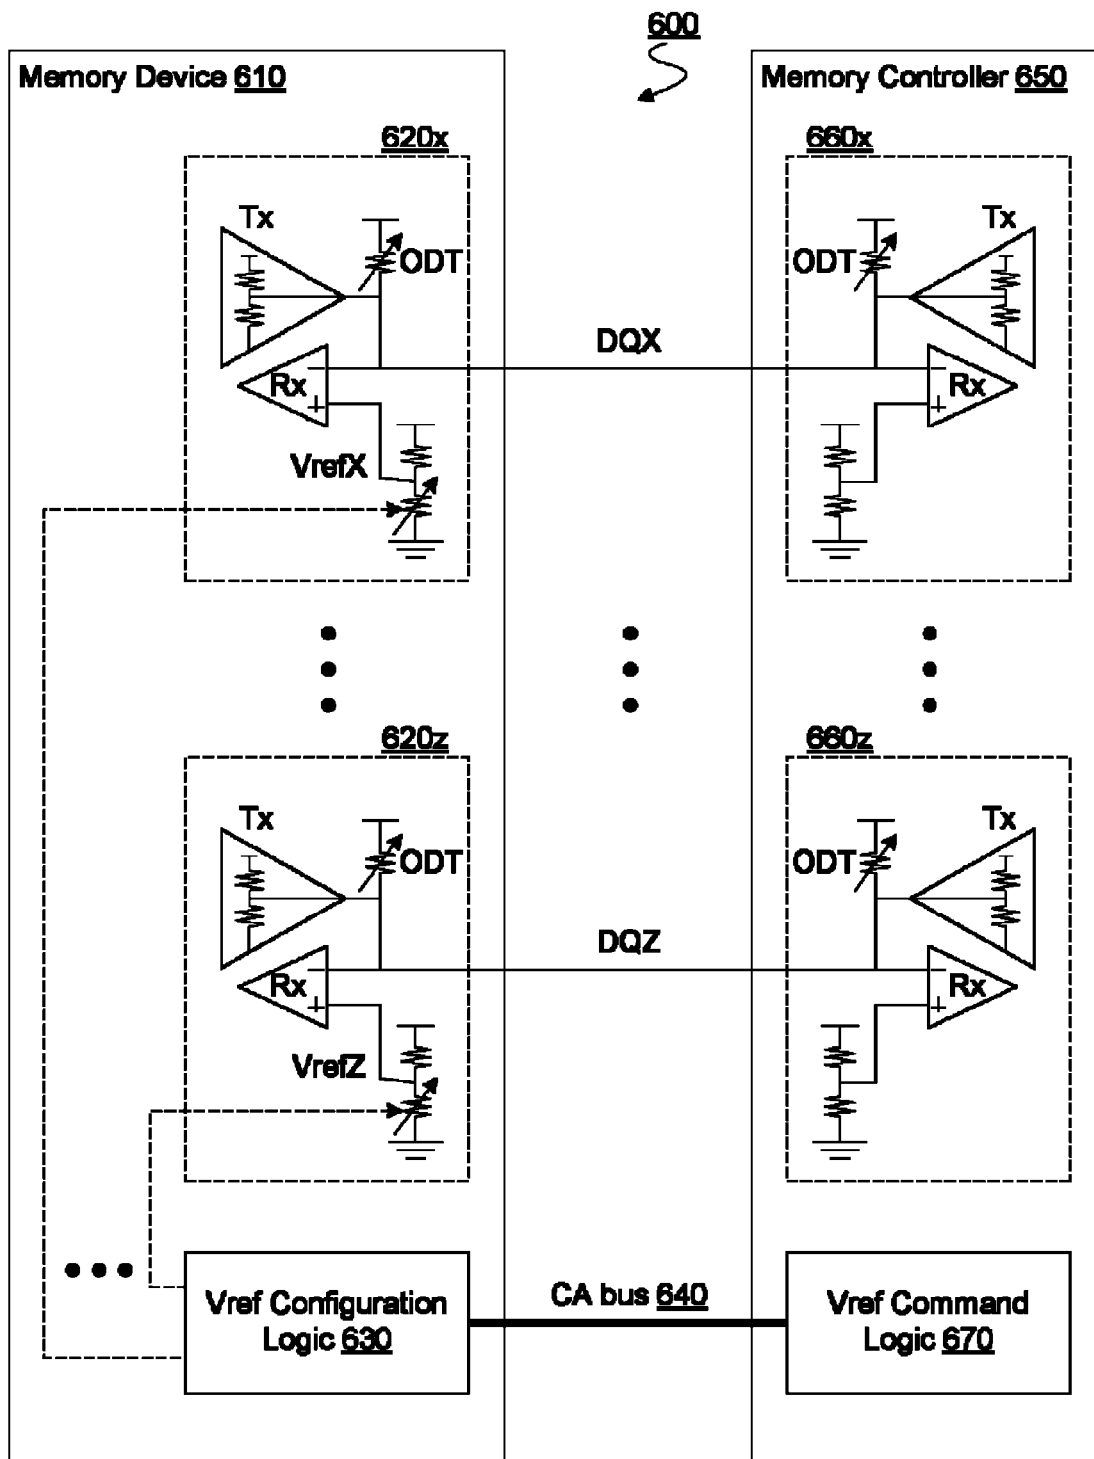 600
Memory Device 610
Memory Controller 650
620x
660x
Tx
ODT
ODT
Tx
DQX
Rx
Rx
VrefX
620z
660z
Tx
ODT
ODT
Tx
DQZ
Rx
Rx
VrefZ
Vref Configuration
Logic 630
CA bus 640
Vref Command
Logic 670